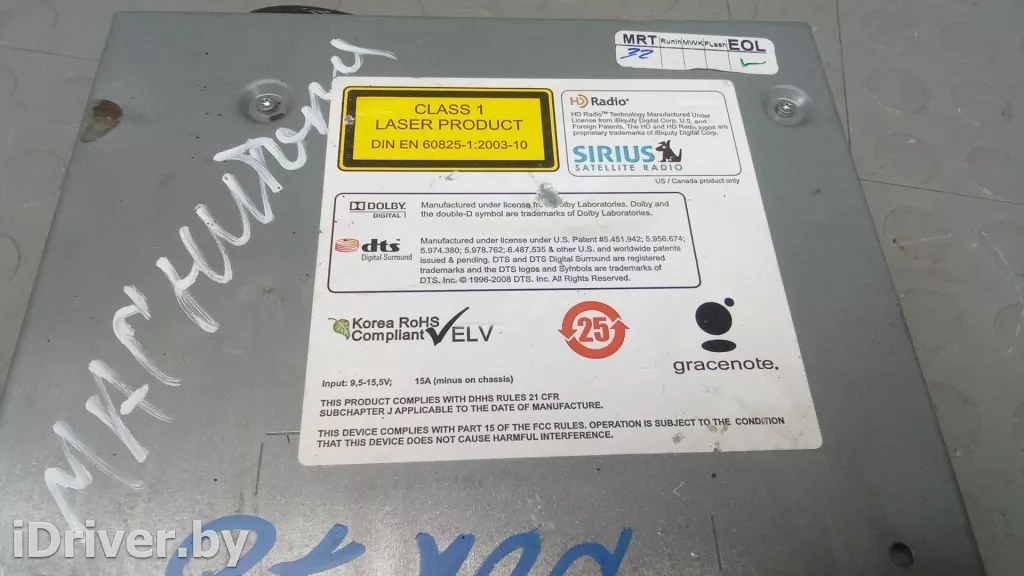 MRT RunIn MWK Flash EOL
32
МАГНИТОЛА
CLASS 1
LASER PRODUCT
DIN EN 60825-1:2003-10
HD Radio™
HD Radio™ Technology Manufactured Under
License from iBiquity Digital Corp. U.S. and
Foreign Patents. The HD and HD Radio logos are
proprietary trademarks of iBiquity Digital Corp.
SIRIUS
SATELLITE RADIO
US / Canada product only
DOLBY
DIGITAL
Manufactured under license Dolby Laboratories. Dolby and
the double-D symbol are trademarks of Dolby Laboratories.
dts
Digital Surround
Manufactured under license under U.S. Patent #5.451.942; 5.956.674;
5.974.380; 5.978.762; 6.487.535 & other U.S. and worldwide patents
issued & pending. DTS and DTS Digital Surround are registered
trademarks and the DTS logos and Symbols are trademarks of
DTS. Inc. © 1996-2008 DTS. Inc. All Rights Reserved.
Korea RoHS
Compliant
ELV
25
gracenote.
Input: 9,5-15,5V; 15A (minus on chassis)
THIS PRODUCT COMPLIES WITH DHHS RULES 21 CFR
SUBCHAPTER J APPLICABLE TO THE DATE OF MANUFACTURE.
THIS DEVICE COMPLIES WITH PART 15 OF THE FCC RULES. OPERATION IS SUBJECT TO THE CONDITION
THAT THIS DEVICE DOES NOT CAUSE HARMFUL INTERFERENCE.
iDriver.by